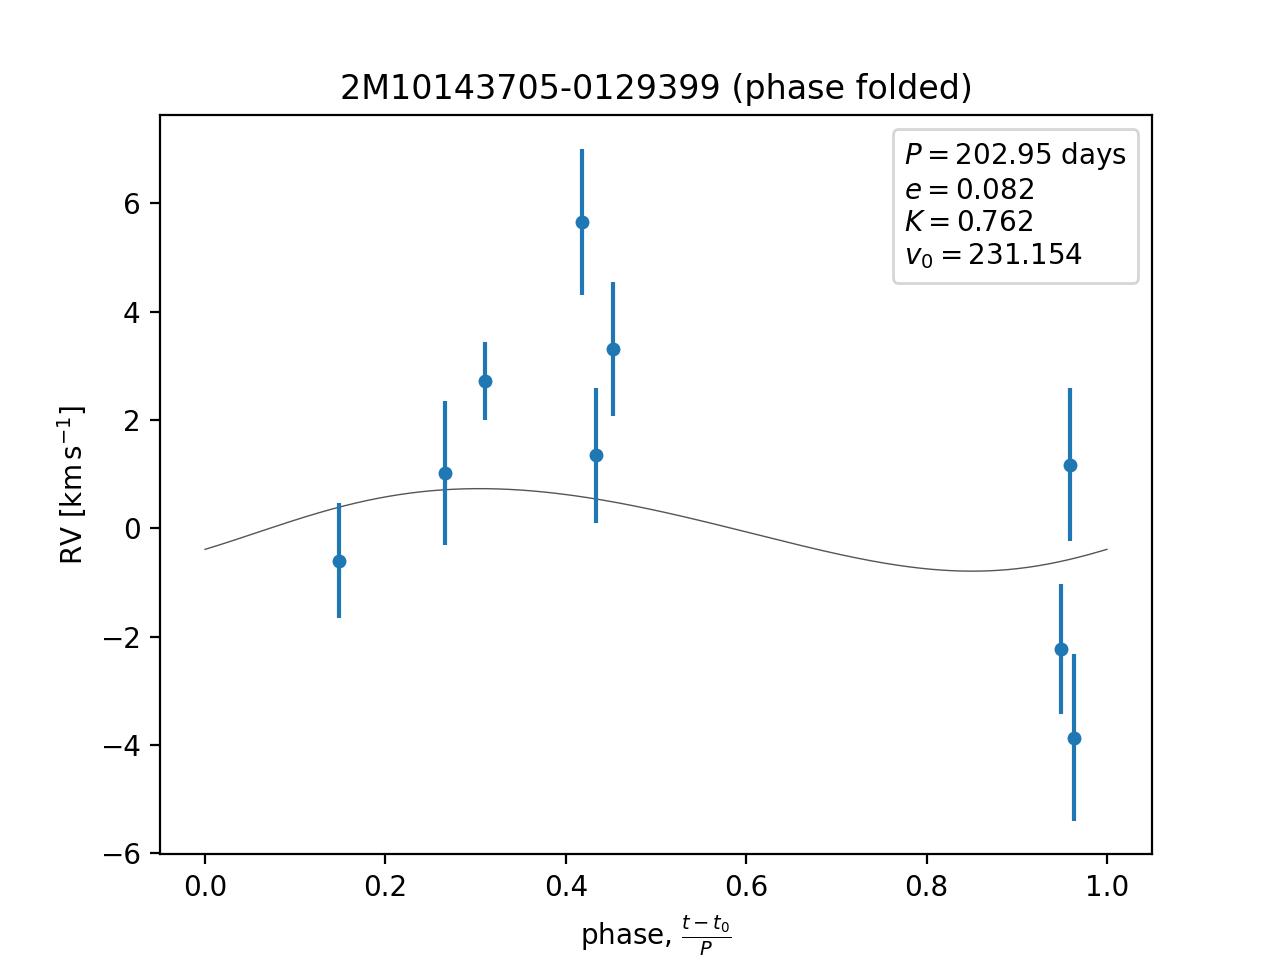 2M10143705-0129399 (phase folded)
P = 202.95 days
e = 0.082
K = 0.762
v₀ = 231.154
RV [km s⁻¹]
6
4
2
0
−2
−4
−6
0.0 0.2 0.4 0.6 0.8 1.0
phase, (t − t₀)/P